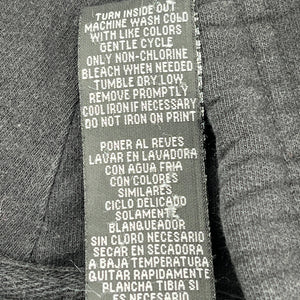 TURN INSIDE OUT
MACHINE WASH COLD
WITH LIKE COLORS
GENTLE CYCLE
ONLY NON-CHLORINE
BLEACH WHEN NEEDED
TUMBLE DRY LOW
REMOVE PROMPTLY
COOL IRON IF NECESSARY
DO NOT IRON ON PRINT
PONER AL REVES
LAVAR EN LAVADORA
CON AGUA FRIA
CON COLORES
SIMILARES
CICLO DELICADO
SOLAMENTE
BLANQUEADOR
SIN CLORO NECESARIO
SECAR EN SECADORA
A BAJA TEMPERATURA
QUITAR RAPIDAMENTE
PLANCHA TIBIA SI
ES NECESARIO